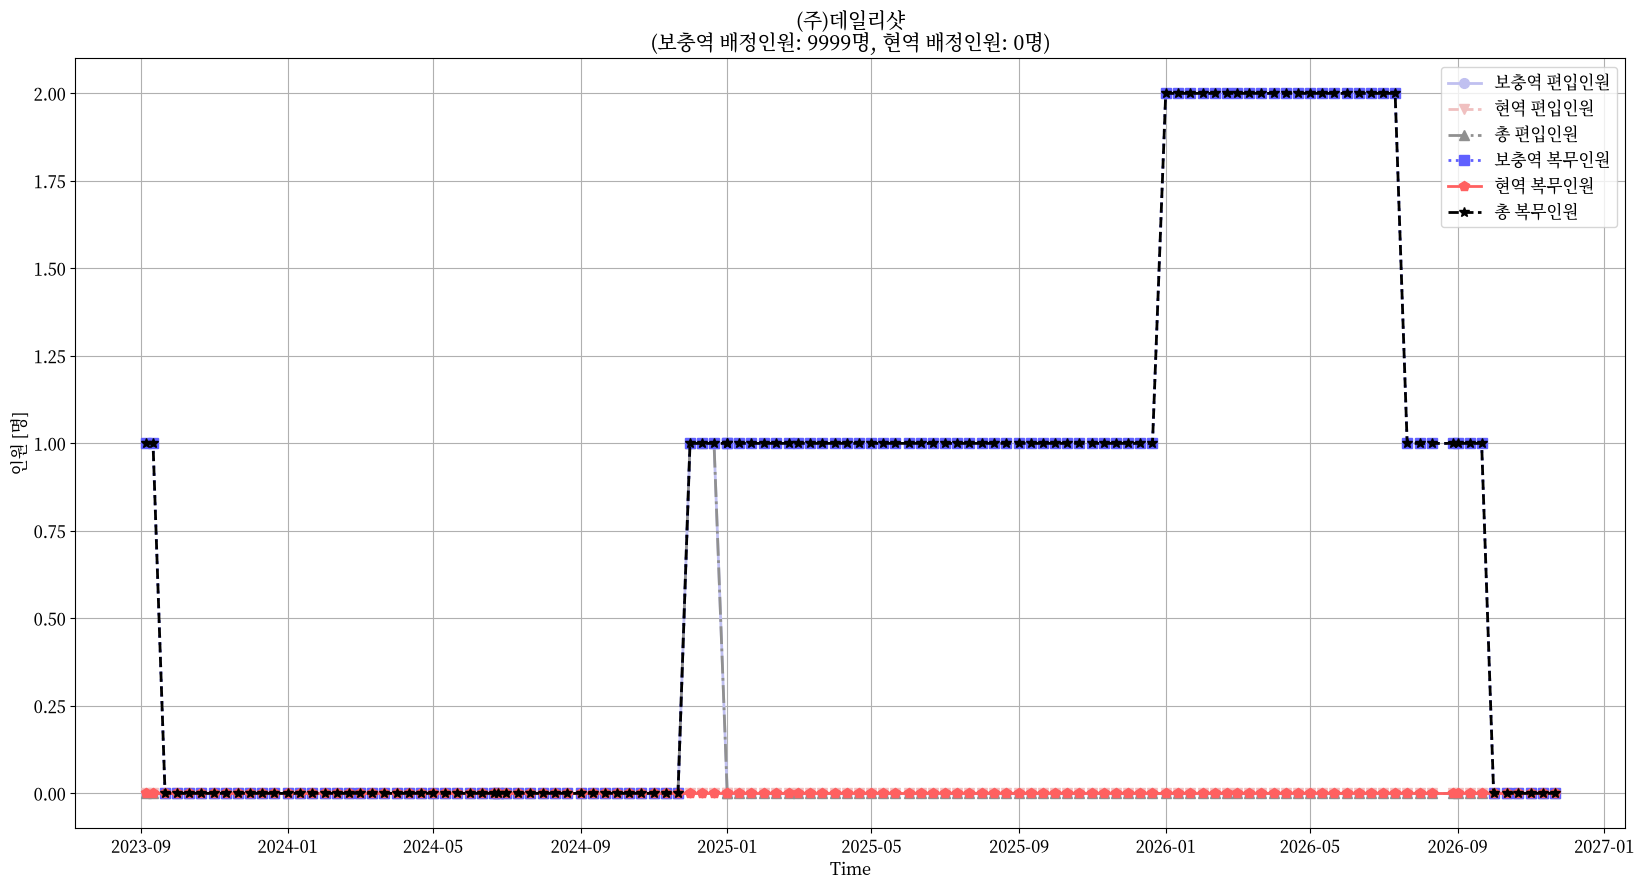 (주)데일리샷
(보충역 배정인원: 9999명, 현역 배정인원: 0명)
보충역 편입인원
현역 편입인원
총 편입인원
보충역 복무인원
현역 복무인원
총 복무인원
인원 [명]
2.00
1.75
1.50
1.25
1.00
0.75
0.50
0.25
0.00
2023-09
2024-01
2024-05
2024-09
2025-01
2025-05
2025-09
2026-01
2026-05
2026-09
2027-01
Time